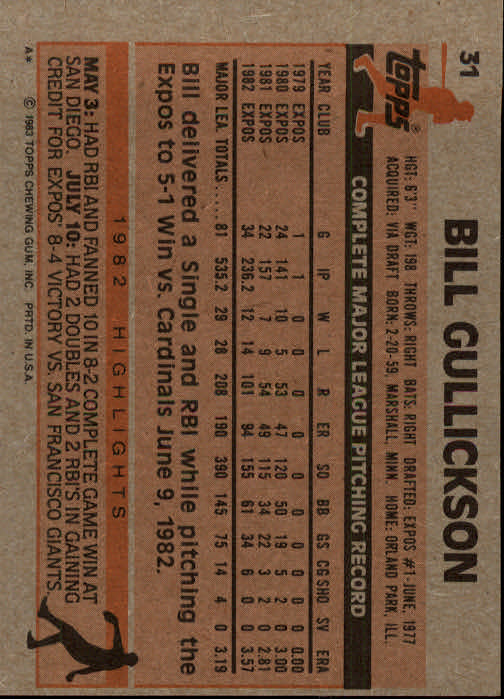 31
topps®
BILL GULLICKSON
HGT: 6'3" WGT: 198 THROWS: RIGHT BATS: RIGHT DRAFTED: EXPOS #1-JUNE, 1977
ACQUIRED: VIA DRAFT BORN: 2-20-59, MARSHALL, MINN. HOME: ORLAND PARK, ILL.
COMPLETE MAJOR LEAGUE PITCHING RECORD
YEAR CLUB G IP W L R ER SO BB GS CG SHO SV ERA
1979 EXPOS 1 1 0 0 0 0 0 0 0 0 0 0 0.00
1980 EXPOS 24 141 10 5 53 47 120 50 19 5 2 0 3.00
1981 EXPOS 22 157 7 9 54 49 115 34 22 3 2 0 2.81
1982 EXPOS 34 236.2 12 14 101 94 155 61 34 6 0 0 3.57
MAJOR LEA. TOTALS ..... 81 535.2 29 28 208 190 390 145 75 14 4 0 3.19
Bill delivered a Single and RBI while pitching the
Expos to 5-1 Win vs. Cardinals June 9, 1982.
1982 HIGHLIGHTS
MAY 3: HAD RBI AND FANNED 10 IN 8-2 COMPLETE GAME WIN AT
SAN DIEGO. JULY 10: HAD 2 DOUBLES AND 2 RBI'S IN GAINING
CREDIT FOR EXPOS' 8-4 VICTORY VS. SAN FRANCISCO GIANTS.
A* © 1983 TOPPS CHEWING GUM, INC. PRTD. IN U.S.A.